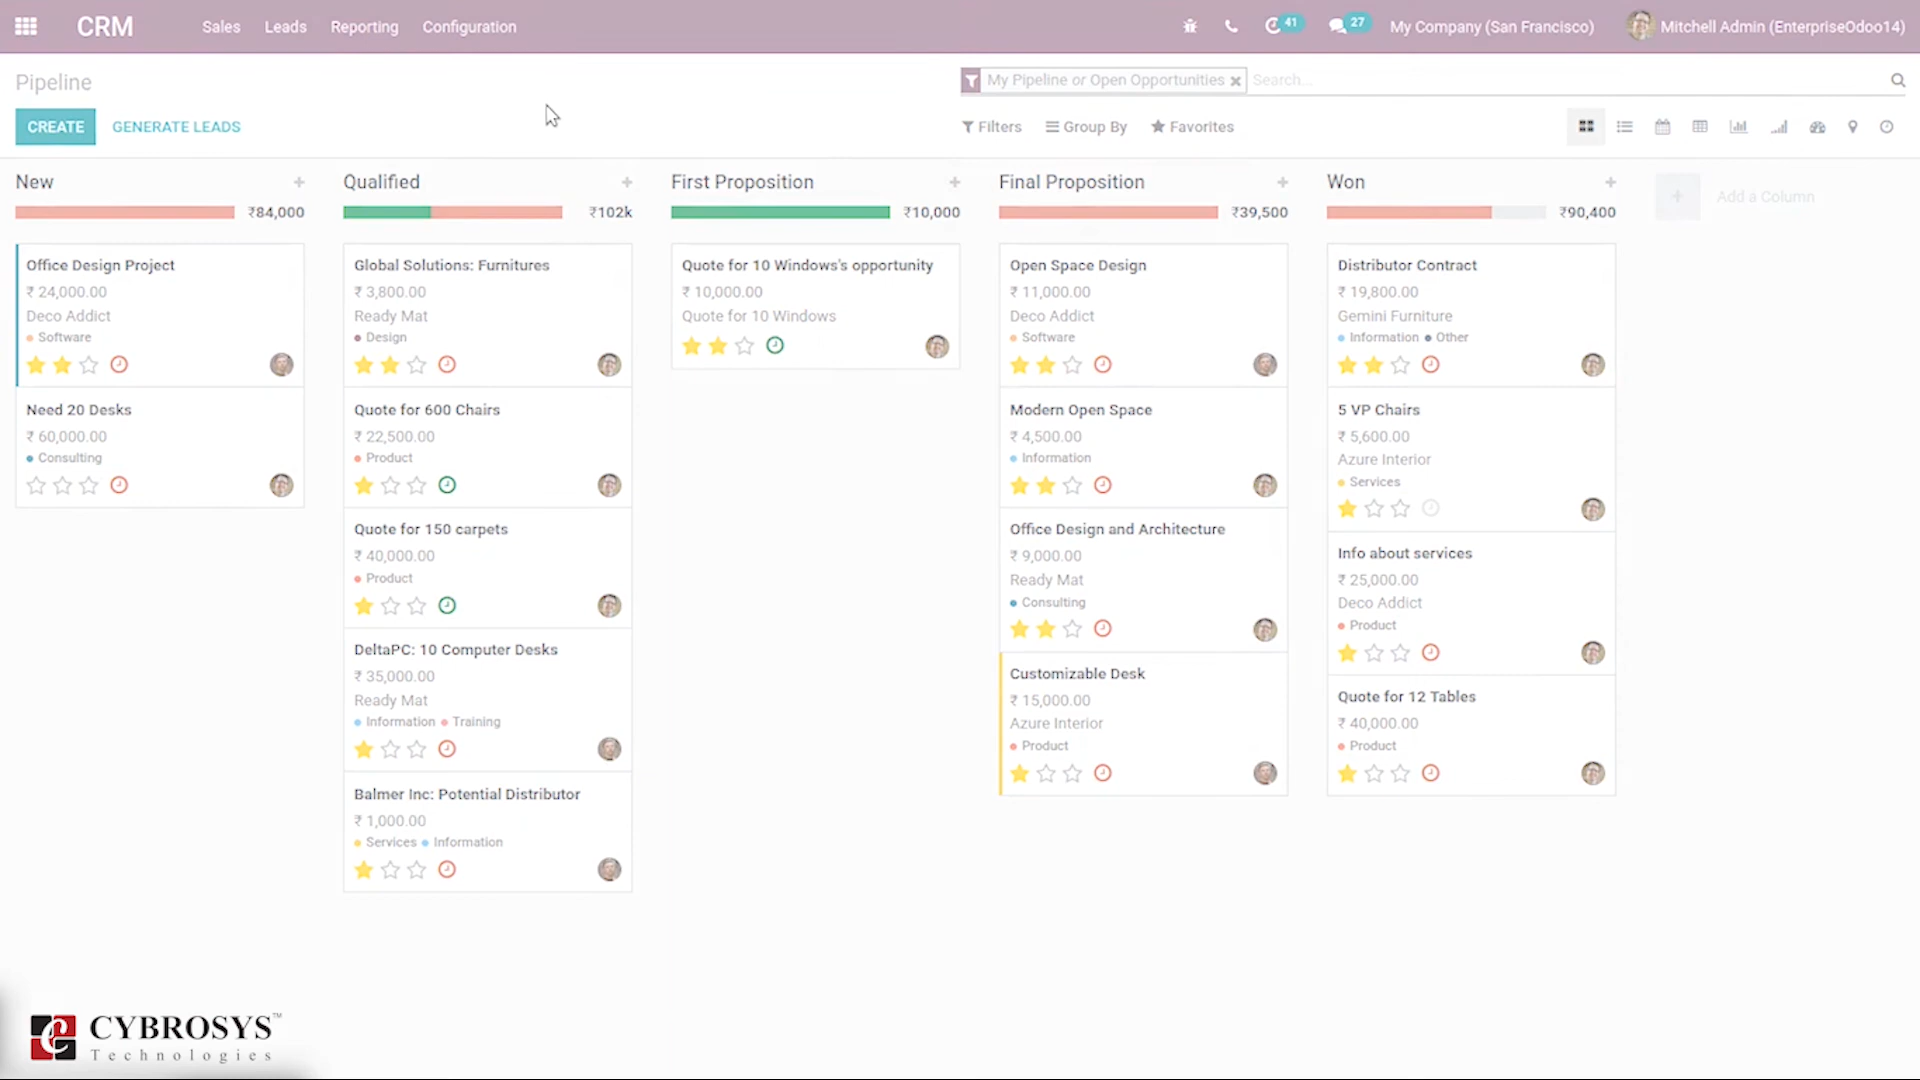 CRM Sales Leads Reporting Configuration 41 27 My Company (San Francisco) Mitchell Admin (EnterpriseOdoo14)
Pipeline
My Pipeline or Open Opportunities Search...
CREATE GENERATE LEADS
Filters Group By Favorites
New
₹84,000
Office Design Project
₹ 24,000.00
Deco Addict
Software
Need 20 Desks
₹ 60,000.00
Consulting
Qualified
₹102k
Global Solutions: Furnitures
₹ 3,800.00
Ready Mat
Design
Quote for 600 Chairs
₹ 22,500.00
Product
Quote for 150 carpets
₹ 40,000.00
Product
DeltaPC: 10 Computer Desks
₹ 35,000.00
Ready Mat
Information Training
Balmer Inc: Potential Distributor
₹ 1,000.00
Services Information
First Proposition
₹10,000
Quote for 10 Windows's opportunity
₹ 10,000.00
Quote for 10 Windows
Final Proposition
₹39,500
Open Space Design
₹ 11,000.00
Deco Addict
Software
Modern Open Space
₹ 4,500.00
Information
Office Design and Architecture
₹ 9,000.00
Ready Mat
Consulting
Customizable Desk
₹ 15,000.00
Azure Interior
Product
Won
₹90,400
Distributor Contract
₹ 19,800.00
Gemini Furniture
Information Other
5 VP Chairs
₹ 5,600.00
Azure Interior
Services
Info about services
₹ 25,000.00
Deco Addict
Product
Quote for 12 Tables
₹ 40,000.00
Product
Add a Column
CYBROSYS™
Technologies